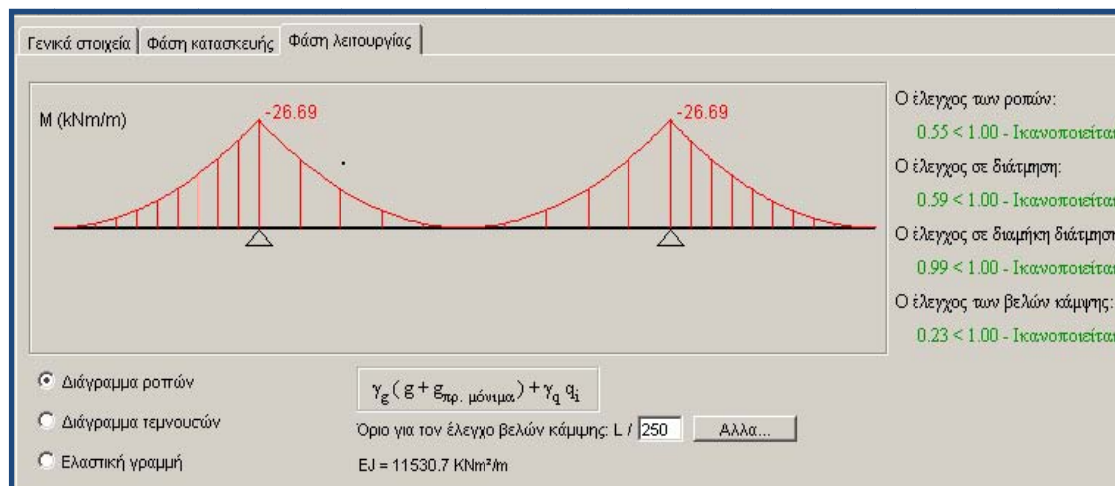 Γενικά στοιχεία Φάση κατασκευής Φάση λειτουργίας
M (kNm/m)
-26.69
-26.69
Ο έλεγχος των ροπών:
0.55 < 1.00 - Ικανοποιείται
Ο έλεγχος σε διάτμηση:
0.59 < 1.00 - Ικανοποιείται
Ο έλεγχος σε διαμήκη διάτμηση
0.99 < 1.00 - Ικανοποιείται
Ο έλεγχος των βελών κάμψης:
0.23 < 1.00 - Ικανοποιείται
Διάγραμμα ροπών
Διάγραμμα τεμνουσών
Ελαστική γραμμή
γg ( g + gπρ. μόνιμα ) + γq qi
Όριο για τον έλεγχο βελών κάμψης: L / 250 Αλλα...
EJ = 11530.7 KNm²/m